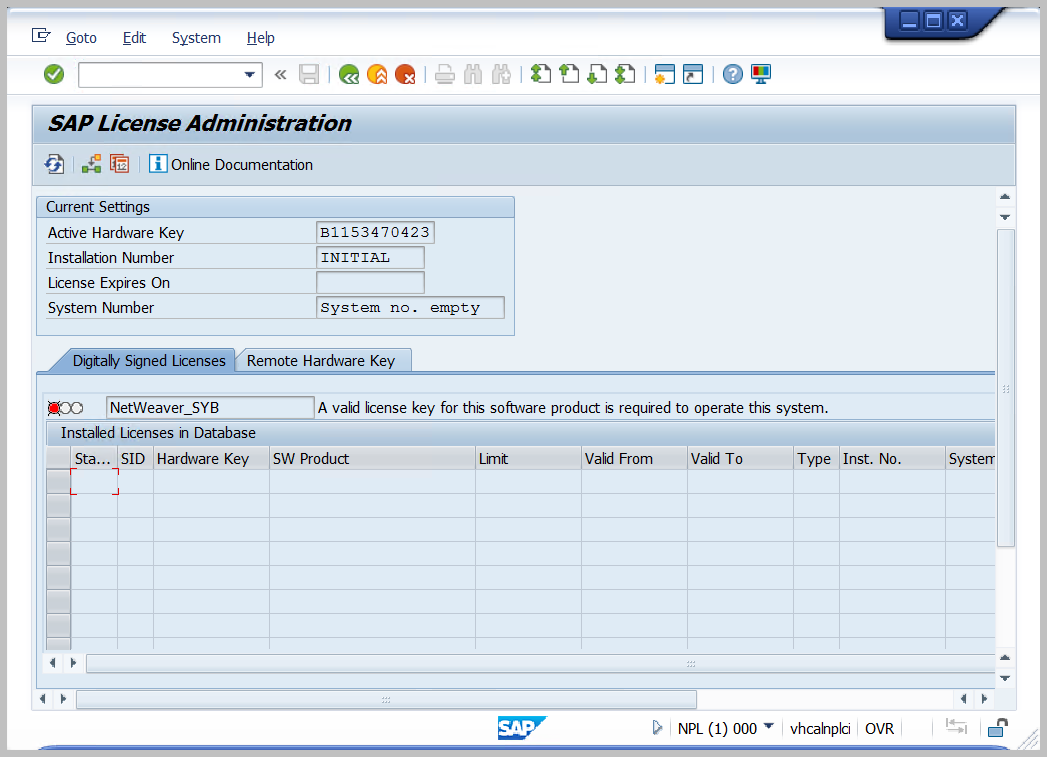 Goto Edit System Help
SAP License Administration
12
i Online Documentation
Current Settings
Active Hardware Key B1153470423
Installation Number INITIAL
License Expires On
System Number System no. empty
Digitally Signed Licenses Remote Hardware Key
NetWeaver_SYB A valid license key for this software product is required to operate this system.
Installed Licenses in Database
Sta... SID Hardware Key SW Product Limit Valid From Valid To Type Inst. No. System
SAP NPL (1) 000 vhcalnplci OVR